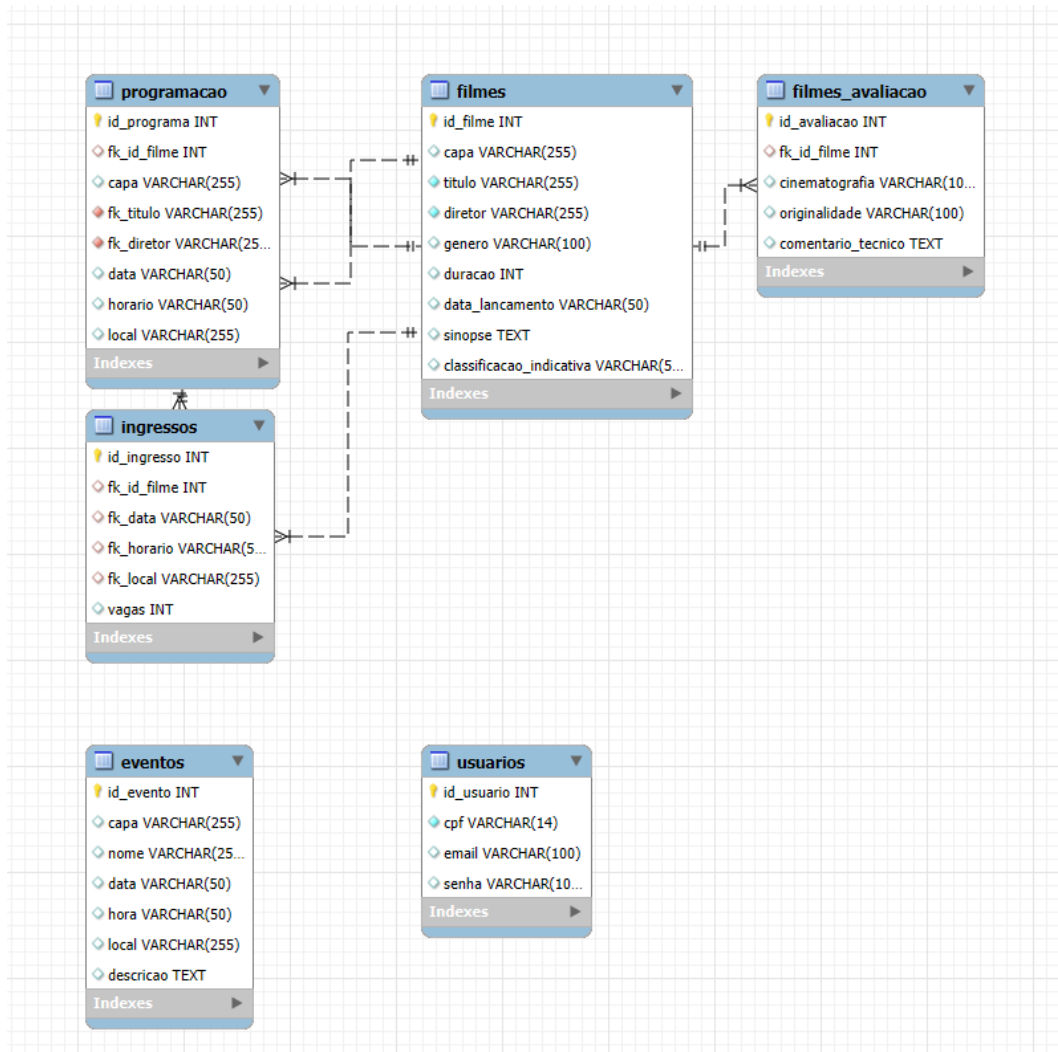 programacao
id_programa INT
fk_id_filme INT
capa VARCHAR(255)
fk_titulo VARCHAR(255)
fk_diretor VARCHAR(25...
data VARCHAR(50)
horario VARCHAR(50)
local VARCHAR(255)
Indexes
filmes
id_filme INT
capa VARCHAR(255)
titulo VARCHAR(255)
diretor VARCHAR(255)
genero VARCHAR(100)
duracao INT
data_lancamento VARCHAR(50)
sinopse TEXT
classificacao_indicativa VARCHAR(5...
Indexes
filmes_avaliacao
id_avaliacao INT
fk_id_filme INT
cinematografia VARCHAR(10...
originalidade VARCHAR(100)
comentario_tecnico TEXT
Indexes
ingressos
id_ingresso INT
fk_id_filme INT
fk_data VARCHAR(50)
fk_horario VARCHAR(5...
fk_local VARCHAR(255)
vagas INT
Indexes
eventos
id_evento INT
capa VARCHAR(255)
nome VARCHAR(25...
data VARCHAR(50)
hora VARCHAR(50)
local VARCHAR(255)
descricao TEXT
Indexes
usuarios
id_usuario INT
cpf VARCHAR(14)
email VARCHAR(100)
senha VARCHAR(10...
Indexes